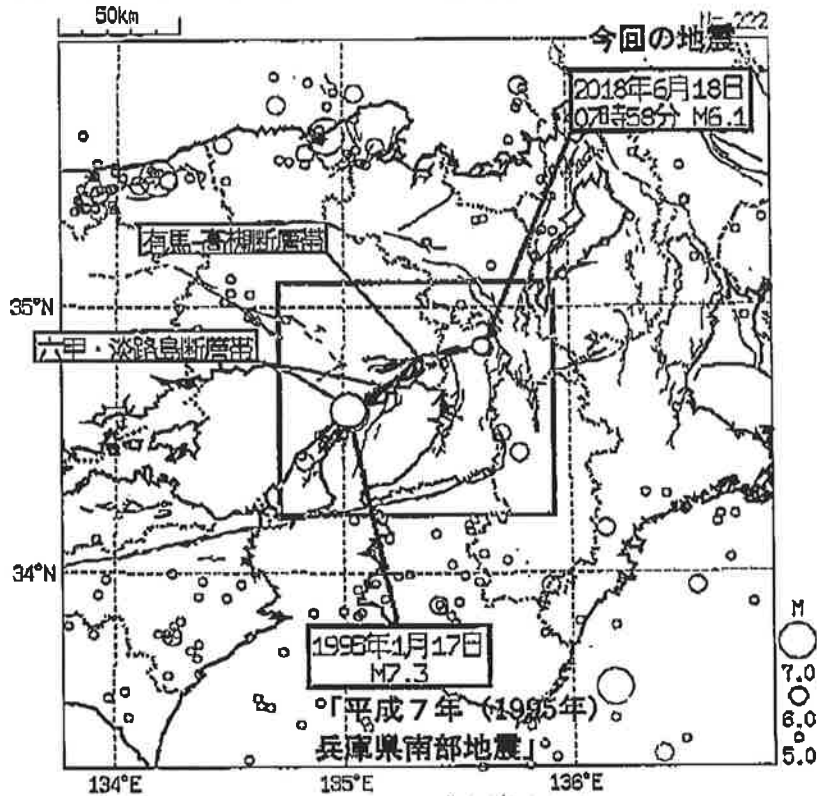 50km
N=222
今回の地震
2018年6月18日
07時58分 M6.1
有馬-高槻断層帯
35°N
六甲・淡路島断層帯
34°N
1995年1月17日
M7.3
「平成7年(1995年)
兵庫県南部地震」
M
7.0
6.0
5.0
134°E
135°E
136°E